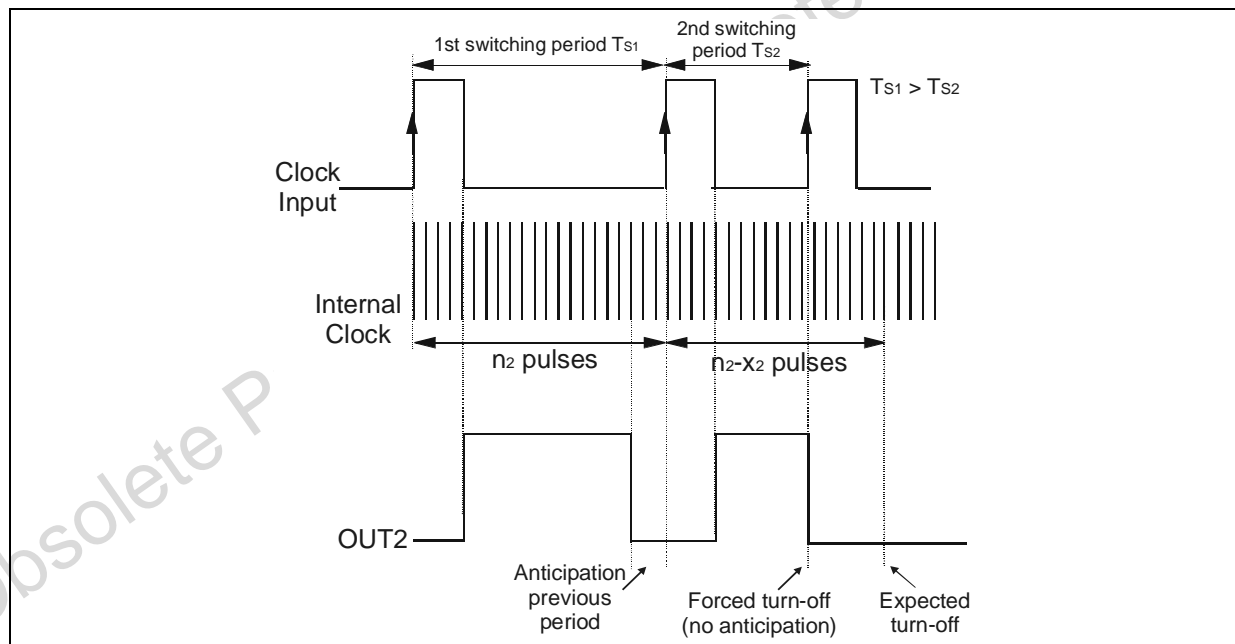 1st switching period TS1
2nd switching
period TS2
TS1 > TS2
Clock
Input
Internal
Clock
n2 pulses
n2-x2 pulses
OUT2
Anticipation
previous
period
Forced turn-off
(no anticipation)
Expected
turn-off
obsolete P